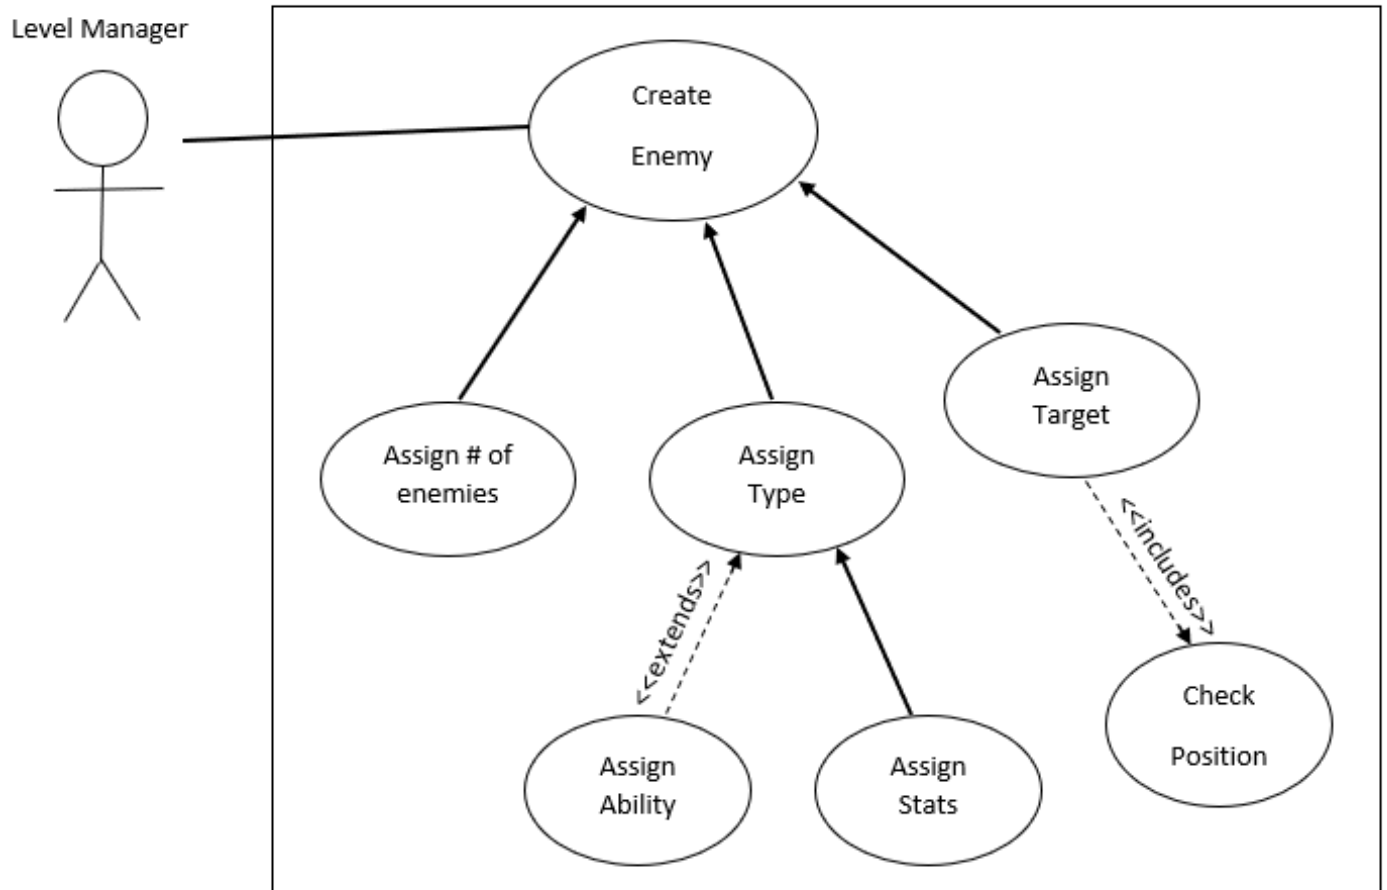 Level Manager
Create
Enemy
Assign
Target
Assign # of
enemies
Assign
Type
<<includes>>
<<extends>>
Check
Position
Assign
Ability
Assign
Stats